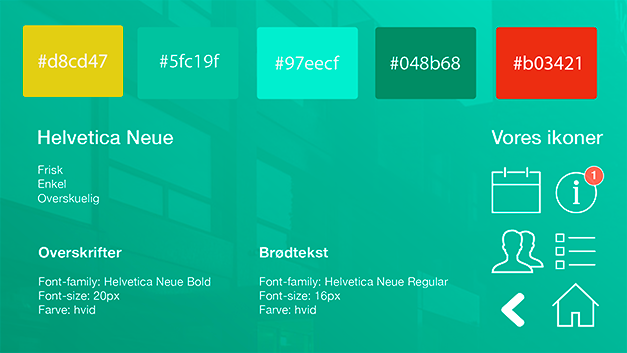 #d8cd47
#5fc19f
#97eecf
#048b68
#b03421
Helvetica Neue
Frisk
Enkel
Overskuelig
Vores ikoner
1
i
Overskrifter
Font-family: Helvetica Neue Bold
Font-size: 20px
Farve: hvid
Brødtekst
Font-family: Helvetica Neue Regular
Font-size: 16px
Farve: hvid